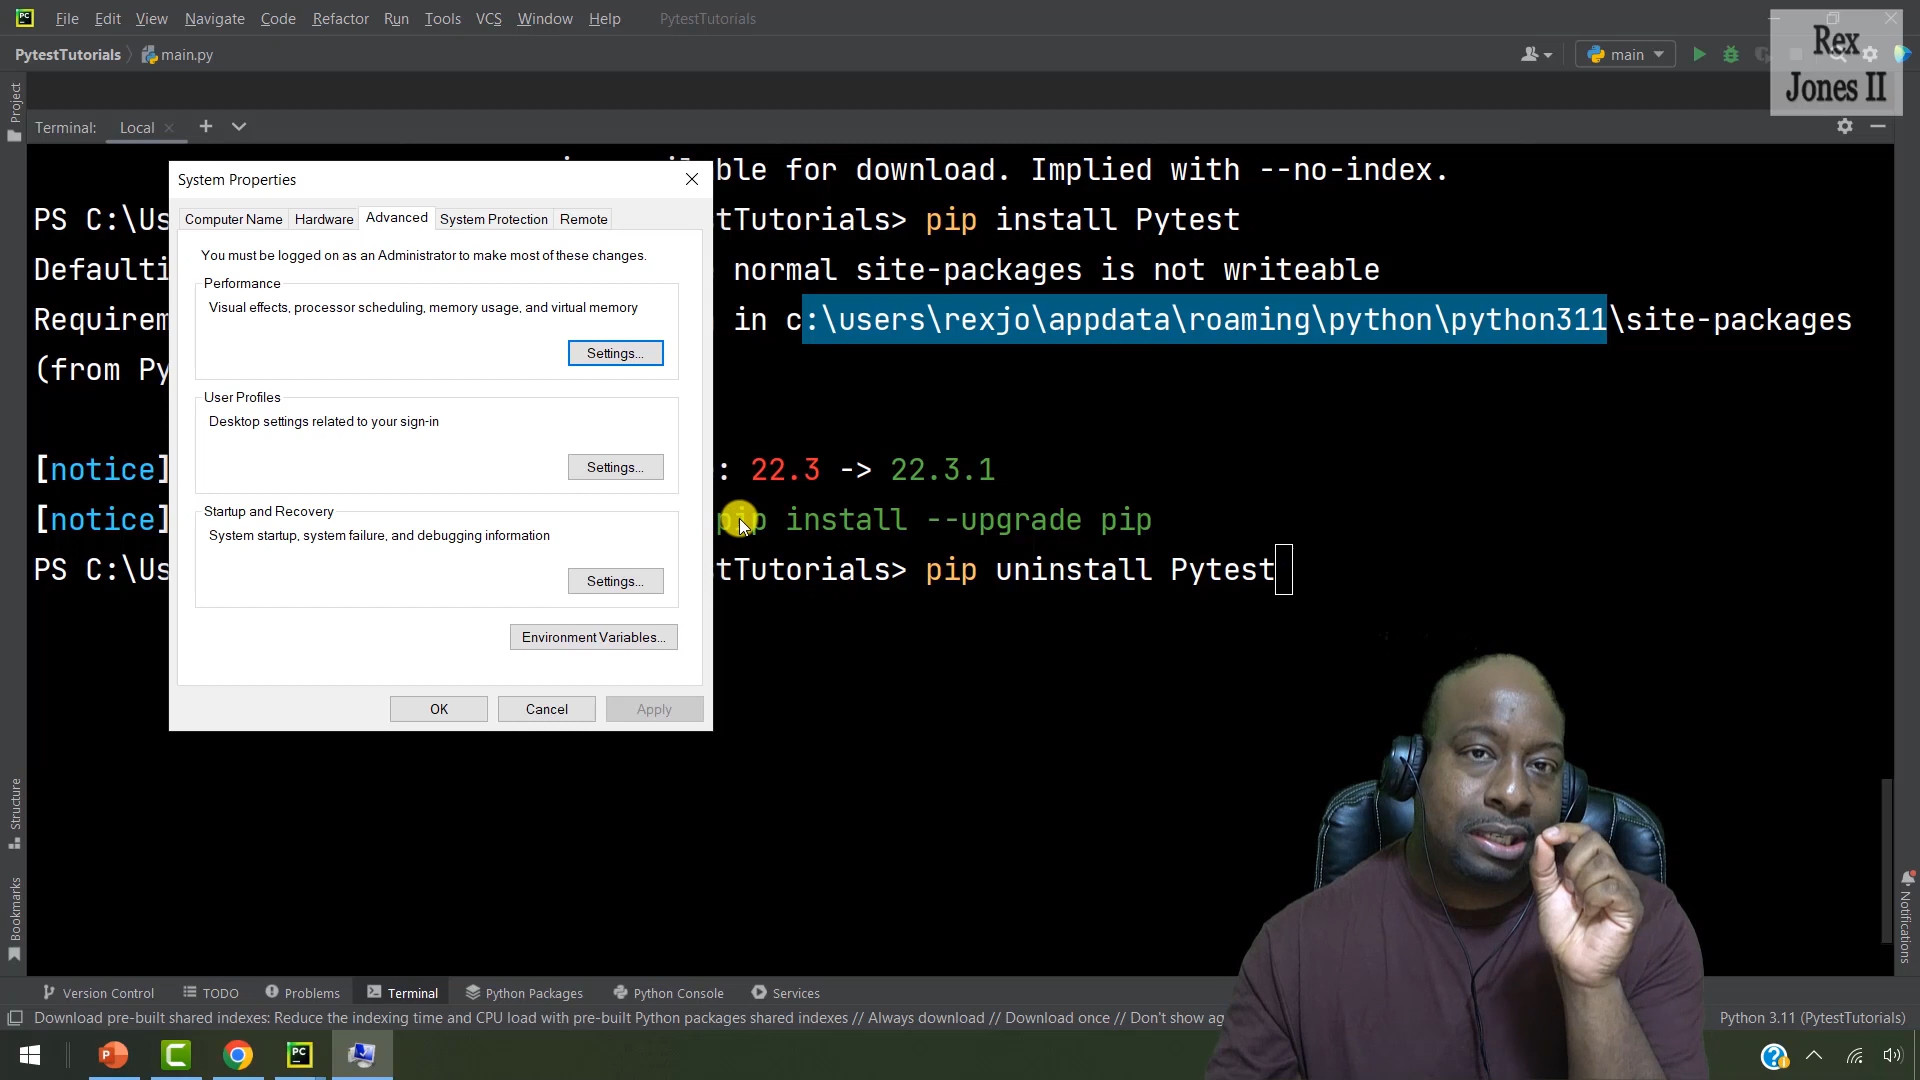 File Edit View Navigate Code Refactor Run Tools VCS Window Help PytestTutorials
PytestTutorials main.py
main
Rex
Jones II
Project
Terminal: Local
ble for download. Implied with --no-index.
PS C:\Us
tTutorials> pip install Pytest
Defaulti
normal site-packages is not writeable
Requirem
in c:\users\rexjo\appdata\roaming\python\python311\site-packages
(from Py
[notice]
: 22.3 -> 22.3.1
[notice]
pip install --upgrade pip
PS C:\Us
tTutorials> pip uninstall Pytest
System Properties
Computer Name Hardware Advanced System Protection Remote
You must be logged on as an Administrator to make most of these changes.
Performance
Visual effects, processor scheduling, memory usage, and virtual memory
Settings...
User Profiles
Desktop settings related to your sign-in
Settings...
Startup and Recovery
System startup, system failure, and debugging information
Settings...
Environment Variables...
OK Cancel Apply
Structure
Bookmarks
Notifications
Version Control TODO Problems Terminal Python Packages Python Console Services
Download pre-built shared indexes: Reduce the indexing time and CPU load with pre-built Python packages shared indexes // Always download // Download once // Don't show ag
Python 3.11 (PytestTutorials)